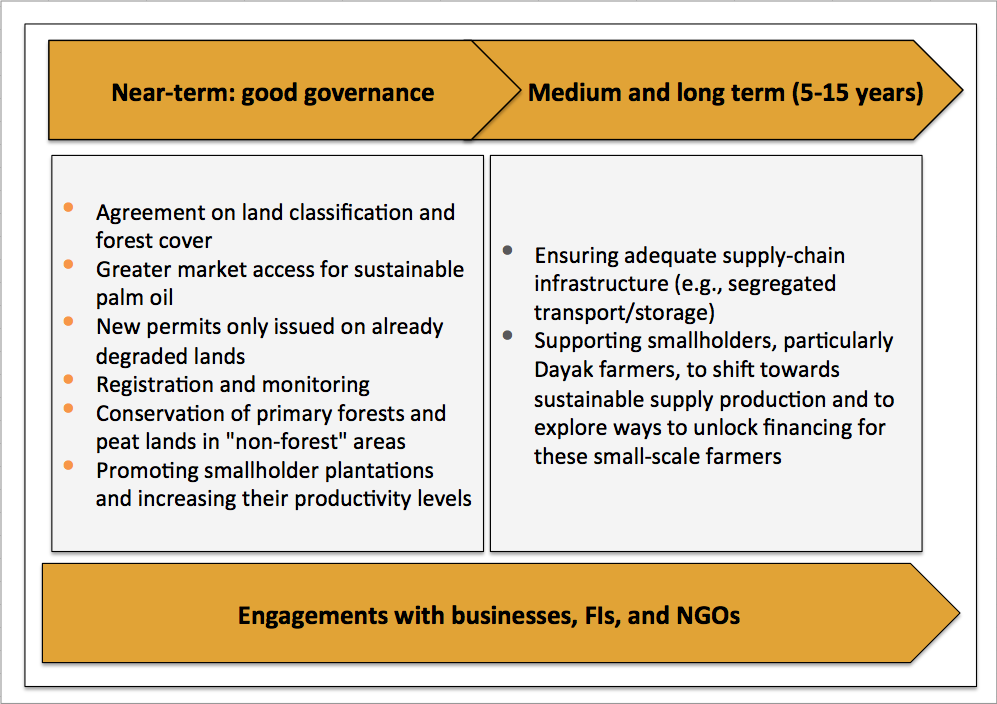 Near-term: good governance
Medium and long term (5-15 years)
• Agreement on land classification and
forest cover
• Greater market access for sustainable
palm oil
• New permits only issued on already
degraded lands
• Registration and monitoring
• Conservation of primary forests and
peat lands in "non-forest" areas
• Promoting smallholder plantations
and increasing their productivity levels
• Ensuring adequate supply-chain
infrastructure (e.g., segregated
transport/storage)
• Supporting smallholders, particularly
Dayak farmers, to shift towards
sustainable supply production and to
explore ways to unlock financing for
these small-scale farmers
Engagements with businesses, FIs, and NGOs